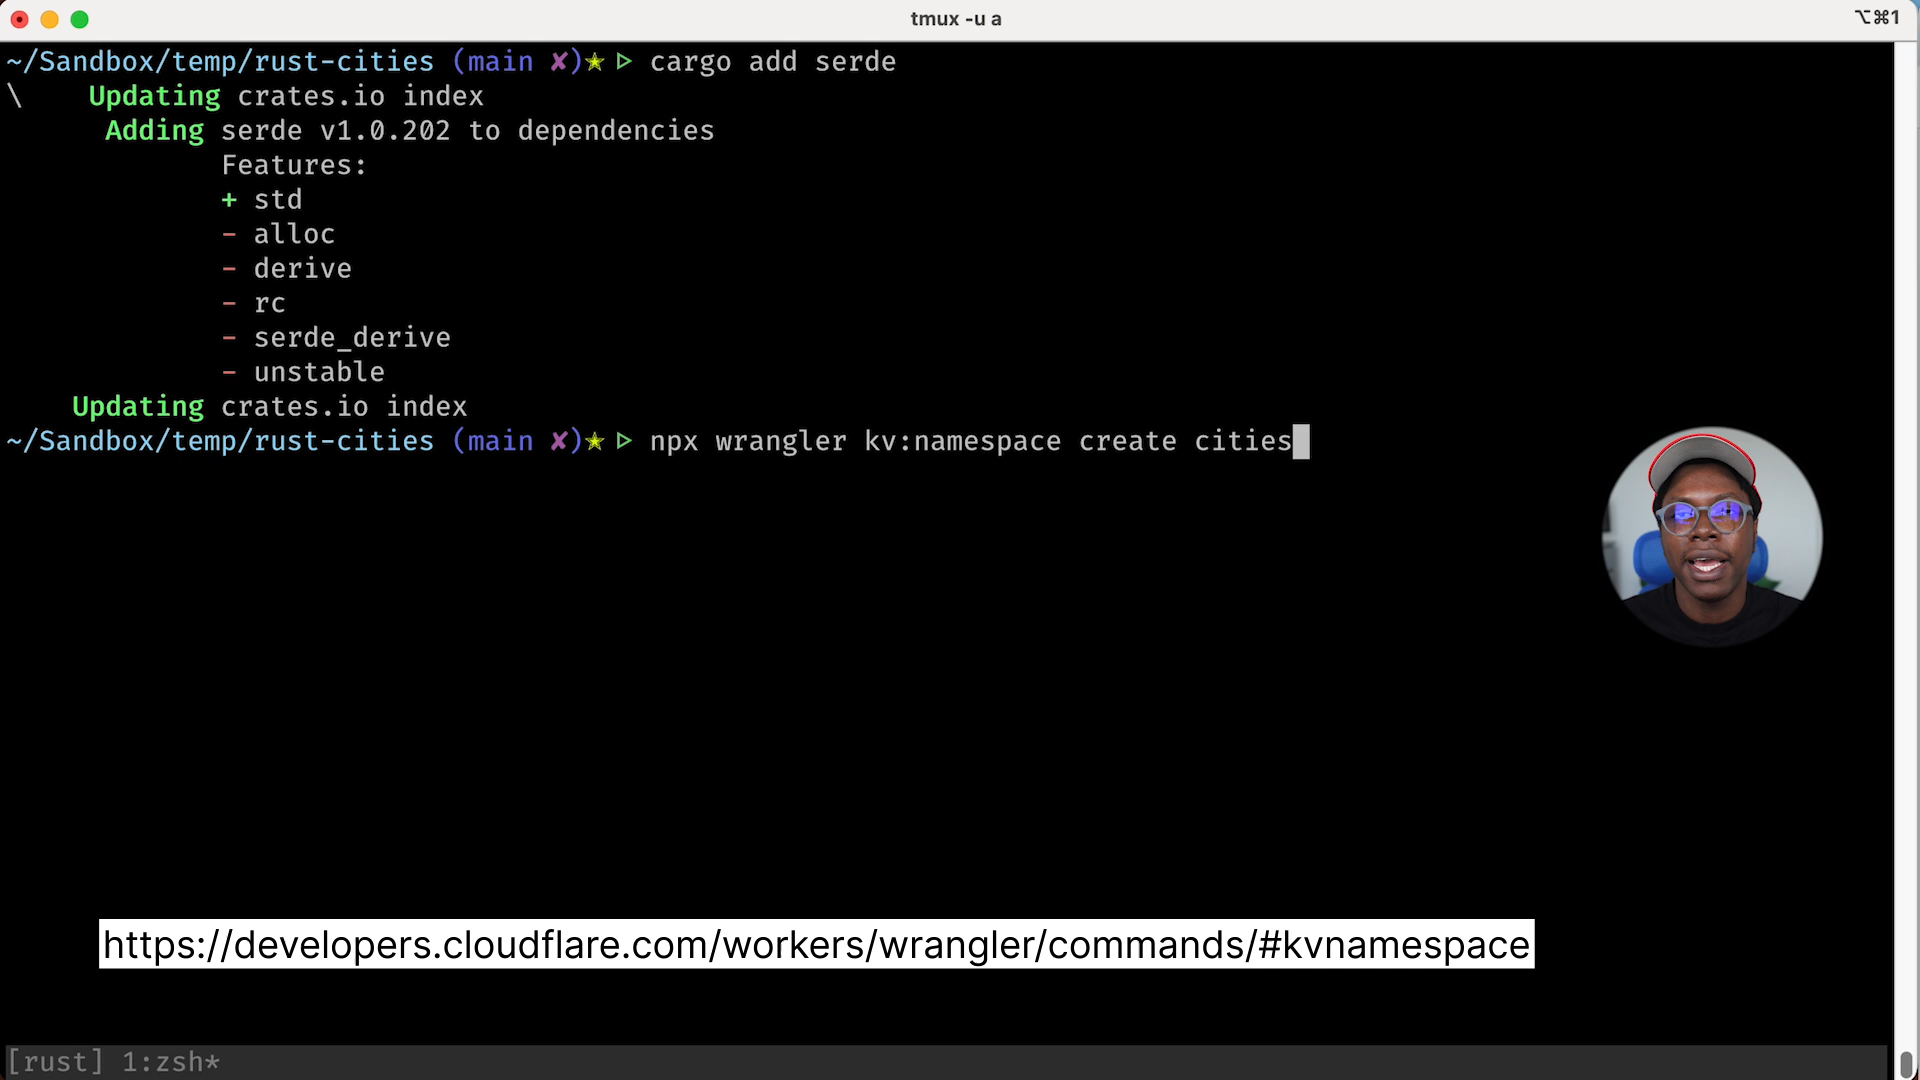 tmux -u a
⌥⌘1
~/Sandbox/temp/rust-cities (main ✘)★ ▷ cargo add serde
\    Updating crates.io index
      Adding serde v1.0.202 to dependencies
             Features:
             + std
             - alloc
             - derive
             - rc
             - serde_derive
             - unstable
    Updating crates.io index
~/Sandbox/temp/rust-cities (main ✘)★ ▷ npx wrangler kv:namespace create cities
https://developers.cloudflare.com/workers/wrangler/commands/#kvnamespace
[rust] 1:zsh*